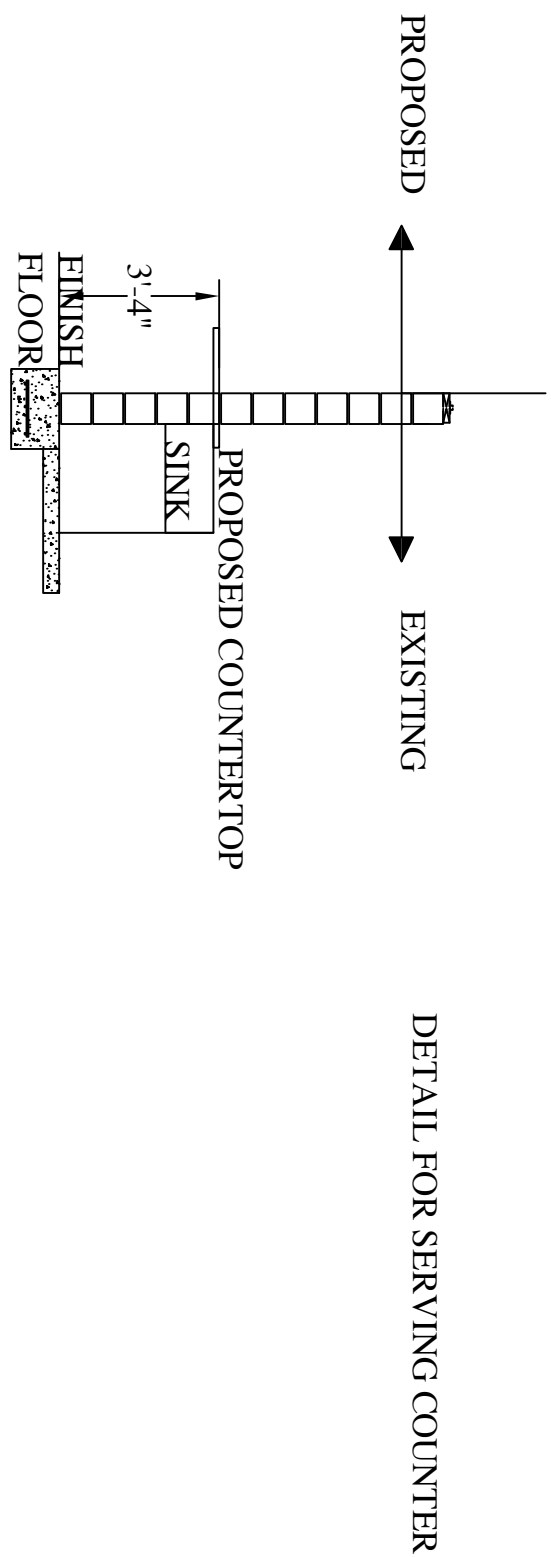 PROPOSED
EXISTING
DETAIL FOR SERVING COUNTER
PROPOSED COUNTERTOP
SINK
3'-4"
FINISH
FLOOR